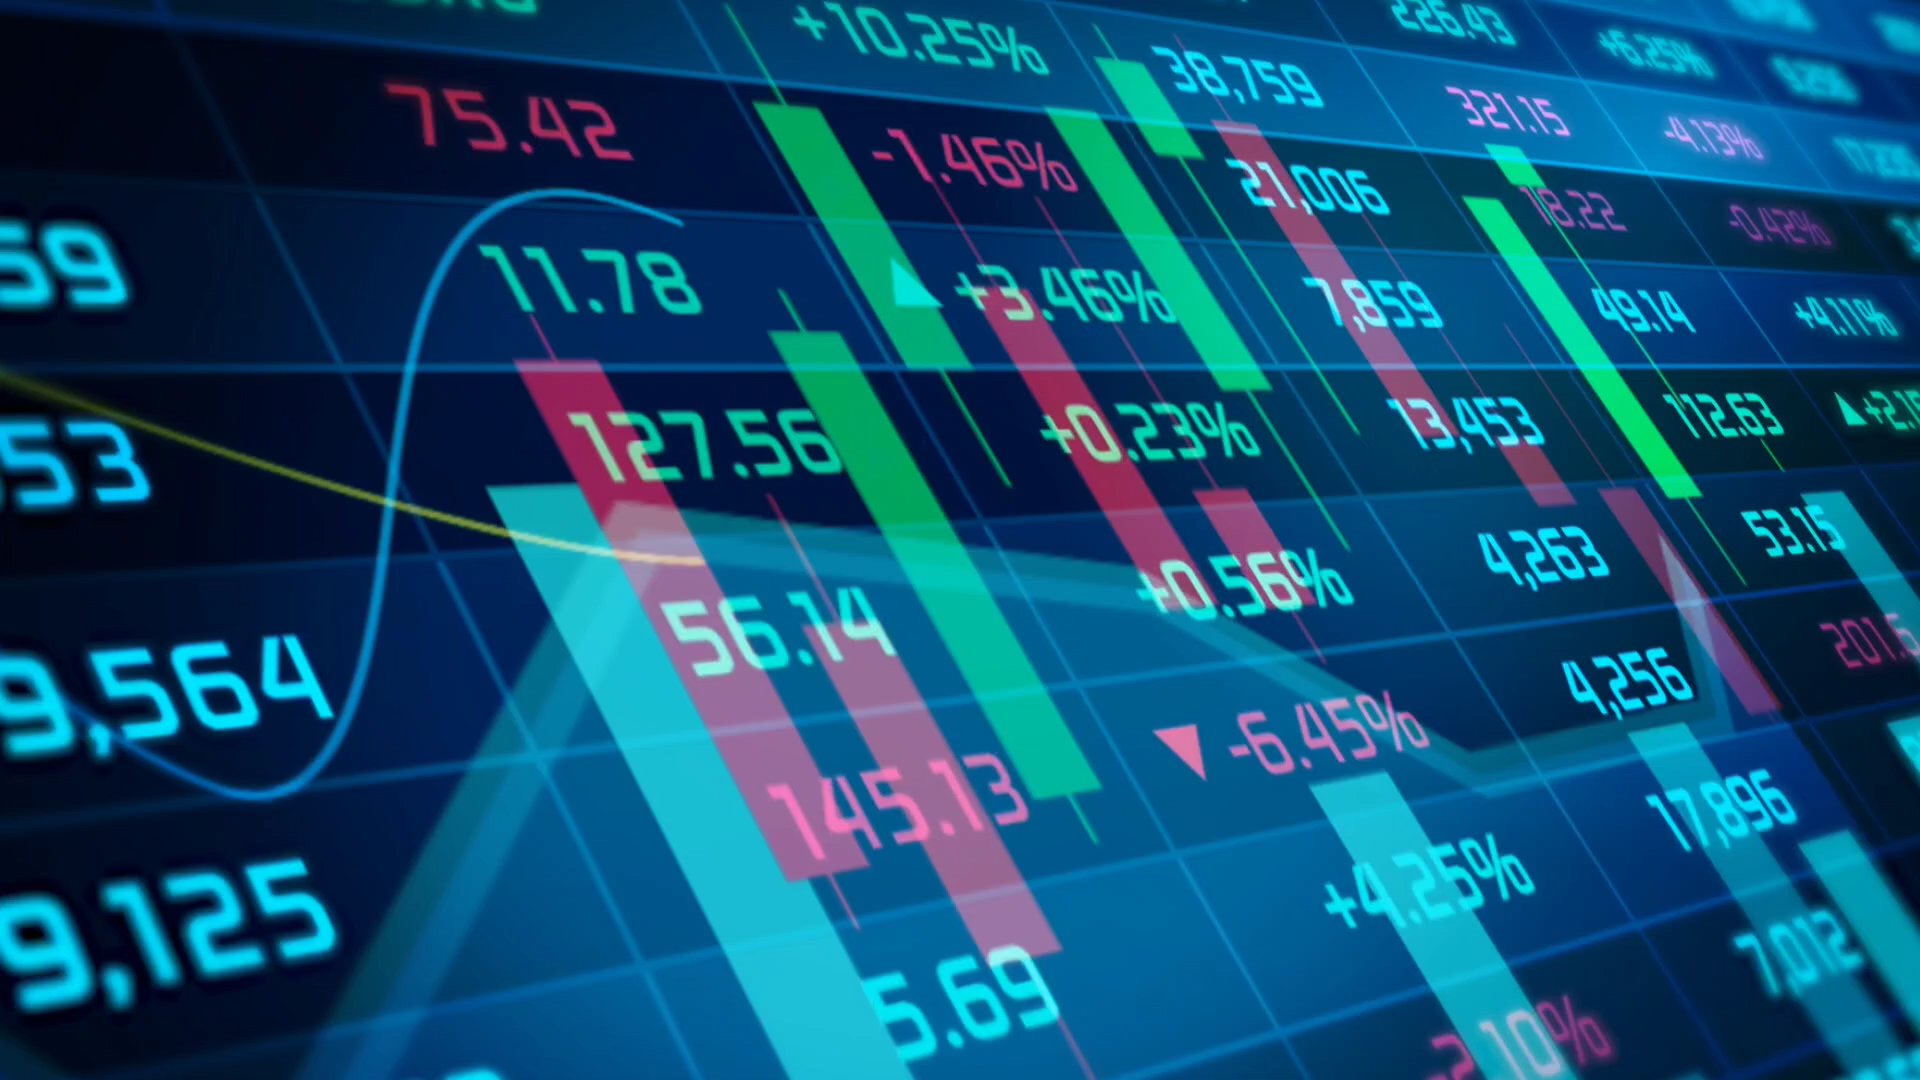 226.43 +6.25%
+10.25% 38,759 321.15 -4.13%
75.42 -1.46% 21,006 18.22 -0.42%
59 11.78 ▲ +3.46% 7,859 49.14 +4.11%
53 127.56 +0.23% 13,453 112.63 ▲+2.15
9,564 56.14 +0.56% 4,263 53.15
9,125 145.13 ▼ -6.45% 4,256
5.69 +4.25% 17,896
10% 7,012